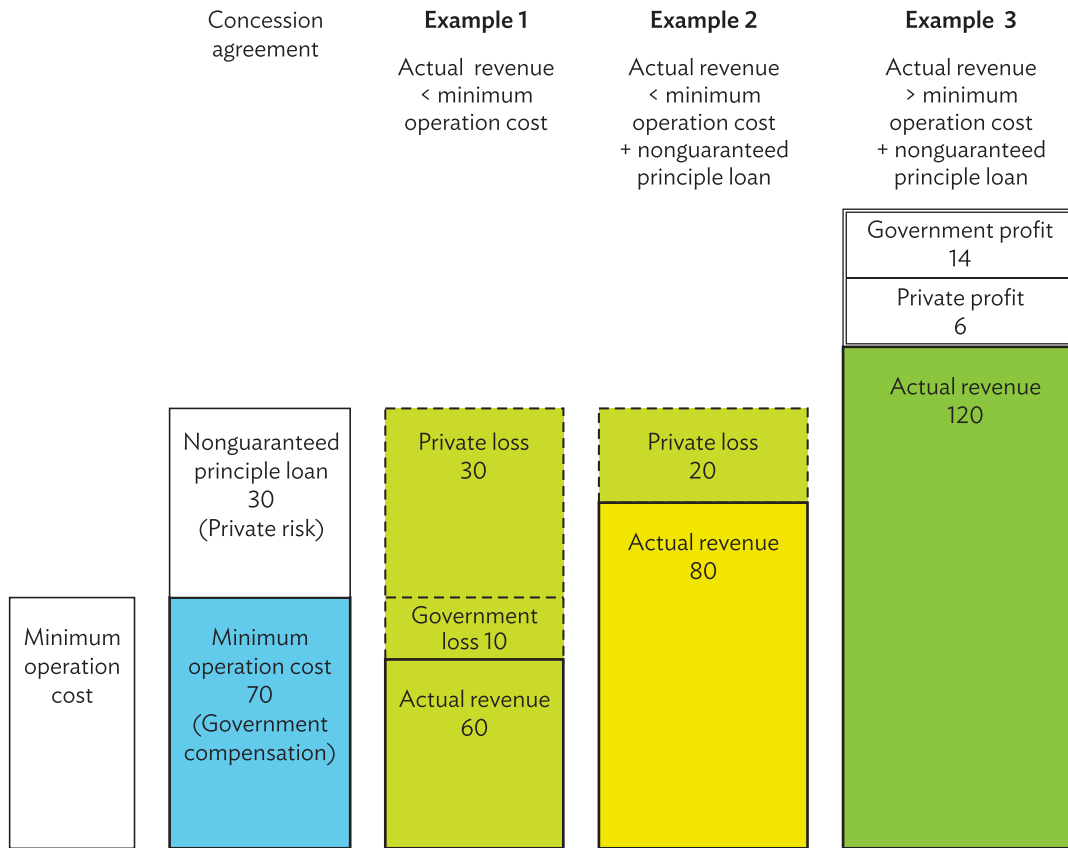 Concession
agreement
Example 1
Actual revenue
< minimum
operation cost
Example 2
Actual revenue
< minimum
operation cost
+ nonguaranteed
principle loan
Example 3
Actual revenue
> minimum
operation cost
+ nonguaranteed
principle loan
Minimum
operation
cost
Nonguaranteed
principle loan
30
(Private risk)
Minimum
operation cost
70
(Government
compensation)
Private loss
30
Government
loss 10
Actual revenue
60
Private loss
20
Actual revenue
80
Government profit
14
Private profit
6
Actual revenue
120